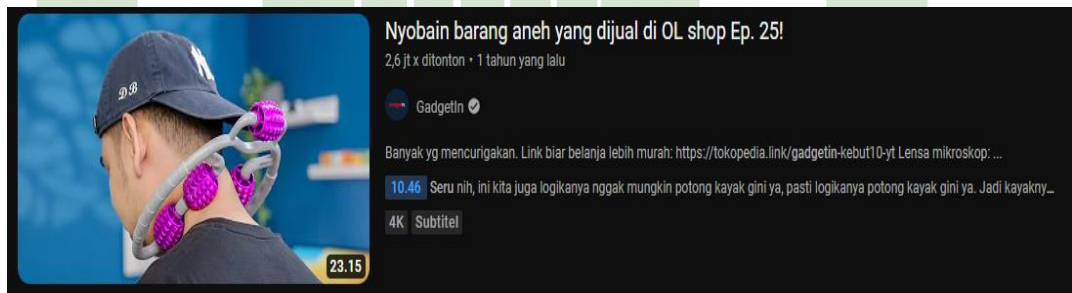 Nyobain barang aneh yang dijual di OL shop Ep. 25!
2,6 jt x ditonton • 1 tahun yang lalu
GadgetIn
Banyak yg mencurigakan. Link biar belanja lebih murah: https://tokopedia.link/gadgetin-kebut10-yt Lensa mikroskop: ...
10.46 Seru nih, ini kita juga logikanya nggak mungkin potong kayak gini ya, pasti logikanya potong kayak gini ya. Jadi kayakny...
4K Subtitel
DB
23.15